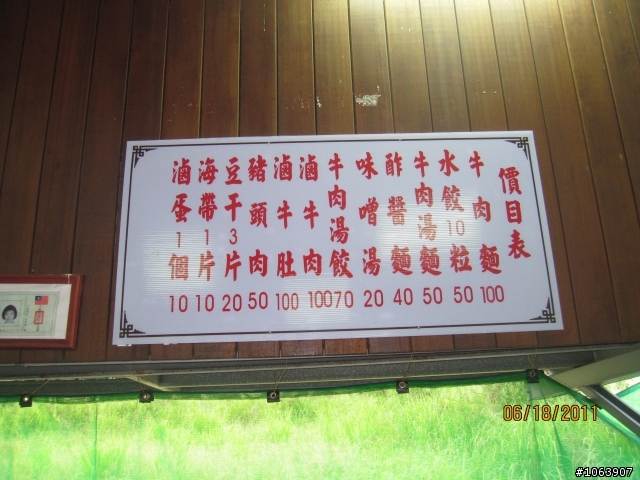 價目表
牛肉麵 100
水餃10粒 50
牛肉湯麵 50
酢醬麵 40
味噌湯 20
牛肉湯餃 70
滷牛肉 100
滷牛肚 100
豬頭肉 50
豆干3片 20
海帶1片 10
滷蛋1個 10
06/18/2011
#1063907